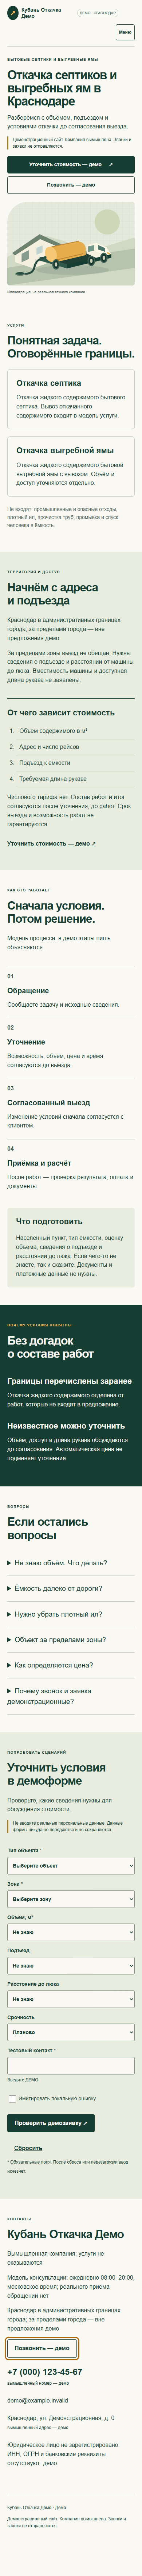 Кубань Откачка
Демо
ДЕМО · КРАСНОДАР
Меню
БЫТОВЫЕ СЕПТИКИ И ВЫГРЕБНЫЕ ЯМЫ
Откачка септиков и
выгребных ям в
Краснодаре
Разберёмся с объёмом, подъездом и
условиями откачки до согласования выезда.
Демонстрационный сайт. Компания вымышлена. Звонки и
заявки не отправляются.
Уточнить стоимость — демо ↗
Позвонить — демо
Иллюстрация, не реальная техника компании.
УСЛУГИ
Понятная задача.
Оговорённые границы.
Откачка септика
Откачка жидкого содержимого бытового
септика. Вывоз откачанного
содержимого входит в модель услуги.
Откачка выгребной ямы
Откачка жидкого содержимого бытовой
выгребной ямы с вывозом. Объём и
доступ уточняются отдельно.
Не входят: промышленные и опасные отходы,
плотный ил, прочистка труб, промывка и спуск
человека в ёмкость.
ТЕРРИТОРИЯ И ДОСТУП
Начнём с адреса
и подъезда
Краснодар в административных границах
города; за пределами города — вне
предложения демо
За пределами зоны выезд не обещан. Нужны
сведения о подъезде и расстоянии от машины
до люка. Вместимость машины и доступная
длина рукава не заявлены.
От чего зависит стоимость
1. Объём содержимого в м³
2. Адрес и число рейсов
3. Подъезд к ёмкости
4. Требуемая длина рукава
Числового тарифа нет. Состав работ и итог
согласуются после уточнения, до работ. Срок
выезда и возможность работ не
гарантируются.
Уточнить стоимость — демо ↗
КАК ЭТО РАБОТАЕТ
Сначала условия.
Потом решение.
Модель процесса: в демо этапы лишь
объясняются.
01
Обращение
Сообщаете задачу и исходные сведения.
02
Уточнение
Возможность, объём, цена и время
согласуются до выезда.
03
Согласованный выезд
Изменение условий сначала согласуется с
клиентом.
04
Приёмка и расчёт
После работ — проверка результата, оплата и
документы.
Что подготовить
Населённый пункт, тип ёмкости, оценку
объёма, сведения о подъезде и
расстоянии до люка. Если чего-то не
знаете, так и скажите. Документы и
платёжные данные не нужны.
ПОЧЕМУ УСЛОВИЯ ПОНЯТНЫ
Без догадок
о составе работ
Границы перечислены заранее
Откачка жидкого содержимого отделена от
работ, которые не входят в предложение.
Неизвестное можно уточнить
Объём, доступ и длина рукава обсуждаются
до согласования. Автоматическая цена не
подменяет уточнение.
ВОПРОСЫ
Если остались
вопросы
Не знаю объём. Что делать?
Ёмкость далеко от дороги?
Нужно убрать плотный ил?
Объект за пределами зоны?
Как определяется цена?
Почему звонок и заявка
демонстрационные?
ПОПРОБОВАТЬ СЦЕНАРИЙ
Уточнить условия
в демоформе
Проверьте, какие сведения нужны для
обсуждения стоимости.
Не вводите реальные персональные данные. Данные
формы никуда не передаются и не сохраняются.
Тип объекта *
Выберите объект
Зона *
Выберите зону
Объём, м³
Не знаю
Подъезд
Не знаю
Расстояние до люка
Не знаю
Срочность
Планово
Тестовый контакт *
Введите ДЕМО
Имитировать локальную ошибку
Проверить демозаявку ↗
Сбросить
* Обязательные поля. После сброса или перезагрузки ввод
исчезнет.
КОНТАКТЫ
Кубань Откачка Демо
Вымышленная компания; услуги не
оказываются
Модель консультации: ежедневно 08:00–20:00,
московское время; реального приёма
обращений нет
Краснодар в административных границах
города; за пределами города — вне
предложения демо
Позвонить — демо
+7 (000) 123-45-67
вымышленный номер — демо
demo@example.invalid
Краснодар, ул. Демонстрационная, д. 0
вымышленный адрес — демо
Юридическое лицо не зарегистрировано.
ИНН, ОГРН и банковские реквизиты
отсутствуют: демо.
Кубань Откачка Демо · Демо
Демонстрационный сайт. Компания вымышлена. Звонки и
заявки не отправляются.